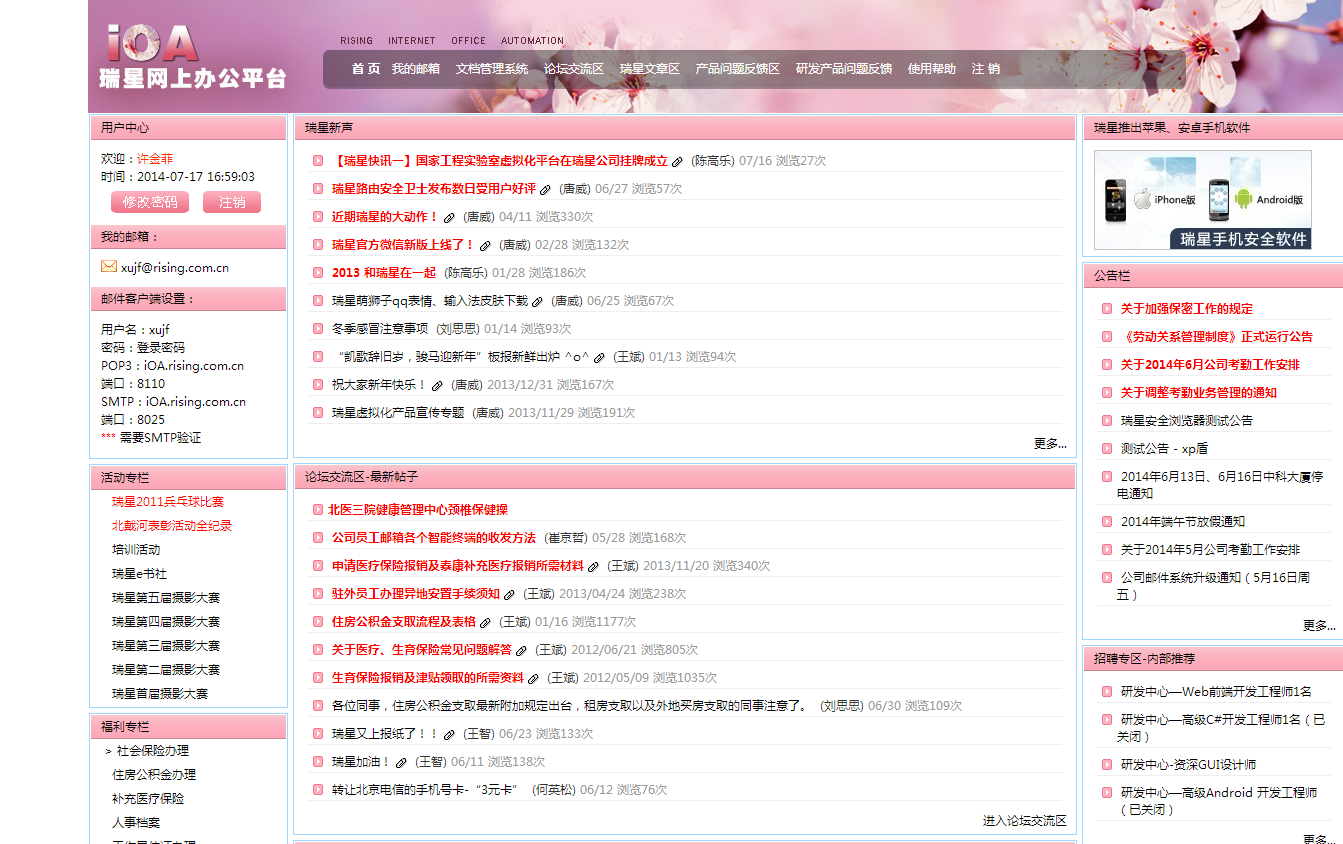 iOA
瑞星网上办公平台
RISING INTERNET OFFICE AUTOMATION
首 页 我的邮箱 文档管理系统 论坛交流区 瑞星文章区 产品问题反馈区 研发产品问题反馈 使用帮助 注 销
用户中心
欢迎：许金菲
时间：2014-07-17 16:59:03
修改密码 注销
我的邮箱：
xujf@rising.com.cn
邮件客户端设置：
用户名：xujf
密码：登录密码
POP3：iOA.rising.com.cn
端口：8110
SMTP：iOA.rising.com.cn
端口：8025
*** 需要SMTP验证
活动专栏
瑞星2011兵乓球比赛
北戴河表彰活动全纪录
培训活动
瑞星e书社
瑞星第五届摄影大赛
瑞星第四届摄影大赛
瑞星第三届摄影大赛
瑞星第二届摄影大赛
瑞星首届摄影大赛
福利专栏
> 社会保险办理
住房公积金办理
补充医疗保险
人事档案
瑞星新声
【瑞星快讯一】国家工程实验室虚拟化平台在瑞星公司挂牌成立 (陈高乐) 07/16 浏览27次
瑞星路由安全卫士发布数日受用户好评 (唐威) 06/27 浏览57次
近期瑞星的大动作！ (唐威) 04/11 浏览330次
瑞星官方微信新版上线了！ (唐威) 02/28 浏览132次
2013 和瑞星在一起 (陈高乐) 01/28 浏览186次
瑞星萌狮子qq表情、输入法皮肤下载 (唐威) 06/25 浏览67次
冬季感冒注意事项 (刘思思) 01/14 浏览93次
“凯歌辞旧岁，骏马迎新年”板报新鲜出炉 ^o^ (王斌) 01/13 浏览94次
祝大家新年快乐！ (唐威) 2013/12/31 浏览167次
瑞星虚拟化产品宣传专题 (唐威) 2013/11/29 浏览191次
更多...
论坛交流区-最新帖子
北医三院健康管理中心颈椎保健操
公司员工邮箱各个智能终端的收发方法 (崔京哲) 05/28 浏览168次
申请医疗保险报销及泰康补充医疗报销所需材料 (王斌) 2013/11/20 浏览340次
驻外员工办理异地安置手续须知 (王斌) 2013/04/24 浏览238次
住房公积金支取流程及表格 (王斌) 01/16 浏览1177次
关于医疗、生育保险常见问题解答 (王斌) 2012/06/21 浏览805次
生育保险报销及津贴领取的所需资料 (王斌) 2012/05/09 浏览1035次
各位同事，住房公积金支取最新附加规定出台，租房支取以及外地买房支取的同事注意了。 (刘思思) 06/30 浏览109次
瑞星又上报纸了！！ (王智) 06/23 浏览133次
瑞星加油！ (王智) 06/11 浏览138次
转让北京电信的手机号卡-“3元卡” (何英松) 06/12 浏览76次
进入论坛交流区
瑞星推出苹果、安卓手机软件
iPhone版 Android版
瑞星手机安全软件
公告栏
关于加强保密工作的规定
《劳动关系管理制度》正式运行公告
关于2014年6月公司考勤工作安排
关于调整考勤业务管理的通知
瑞星安全浏览器测试公告
测试公告 - xp盾
2014年6月13日、6月16日中科大厦停
电通知
2014年端午节放假通知
关于2014年5月公司考勤工作安排
公司邮件系统升级通知（5月16日周
五）
更多...
招聘专区-内部推荐
研发中心—Web前端开发工程师1名
研发中心—高级C#开发工程师1名（已
关闭）
研发中心-资深GUI设计师
研发中心—高级Android 开发工程师
（已关闭）
更多...